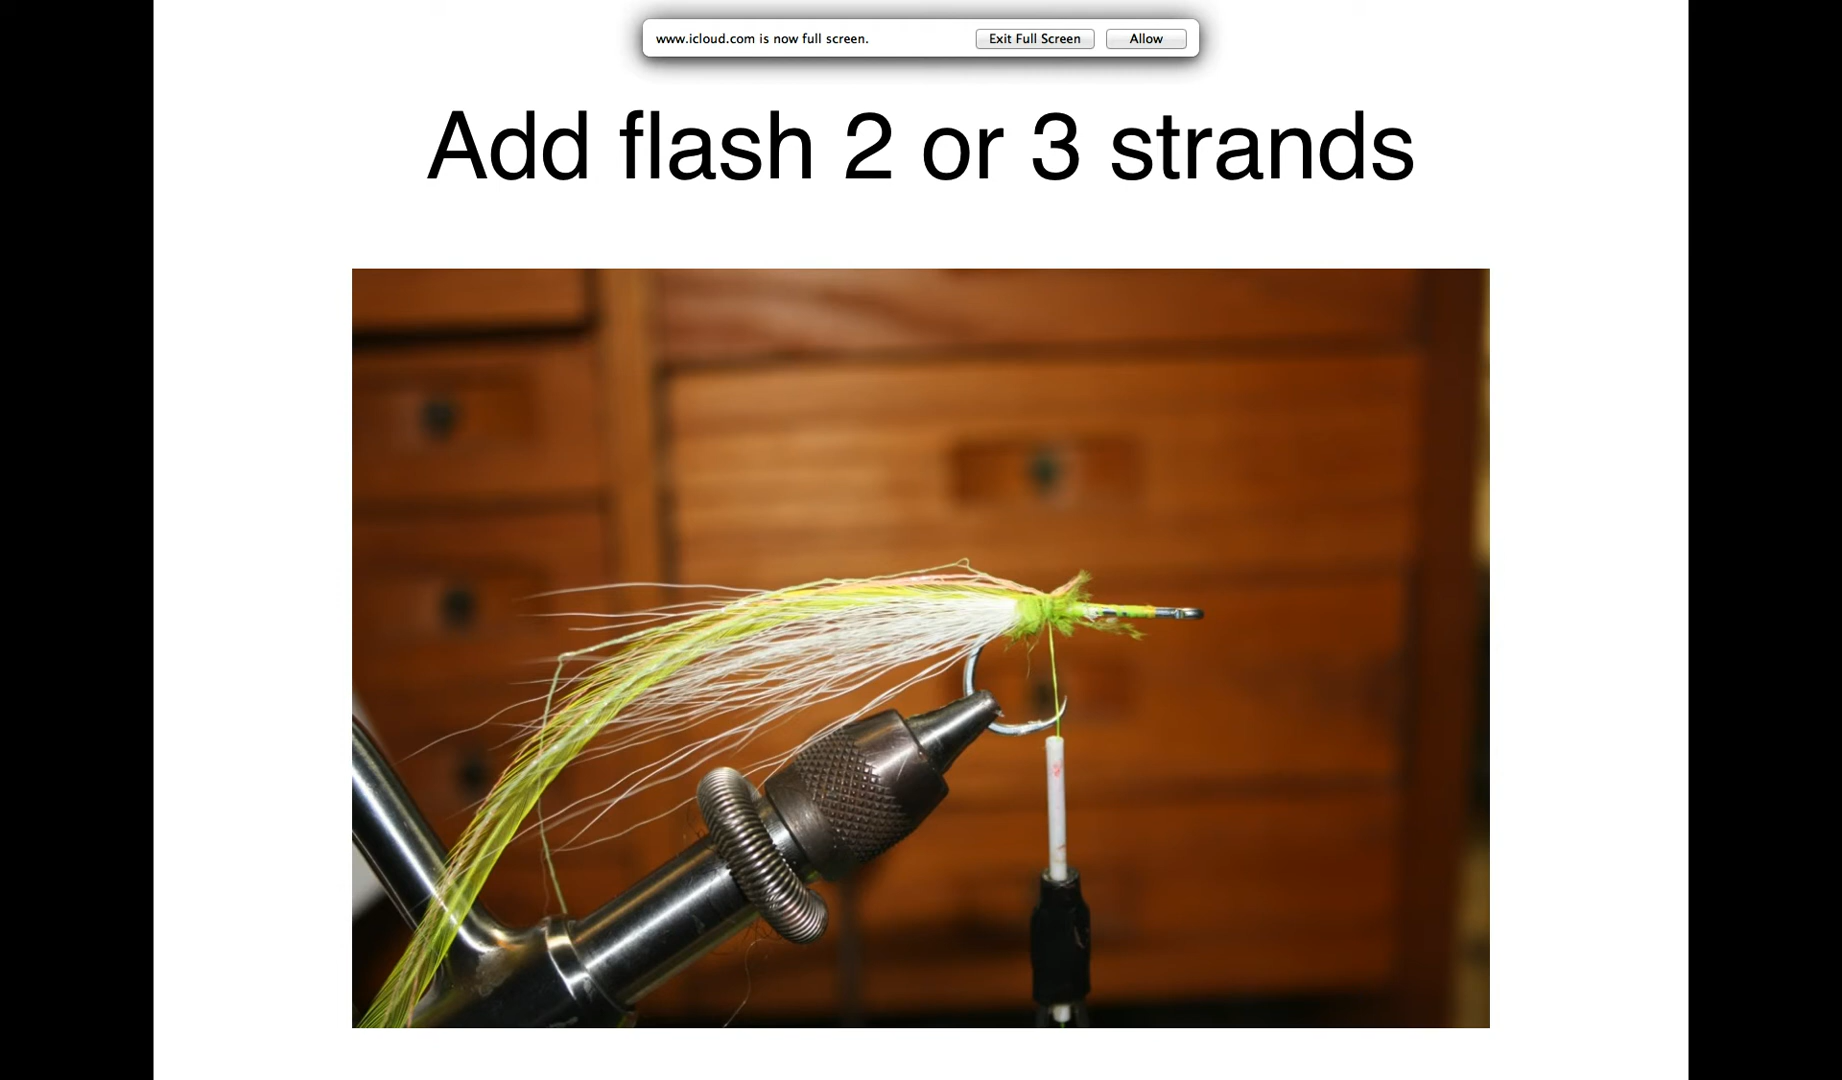 www.icloud.com is now full screen. Exit Full Screen Allow
Add flash 2 or 3 strands